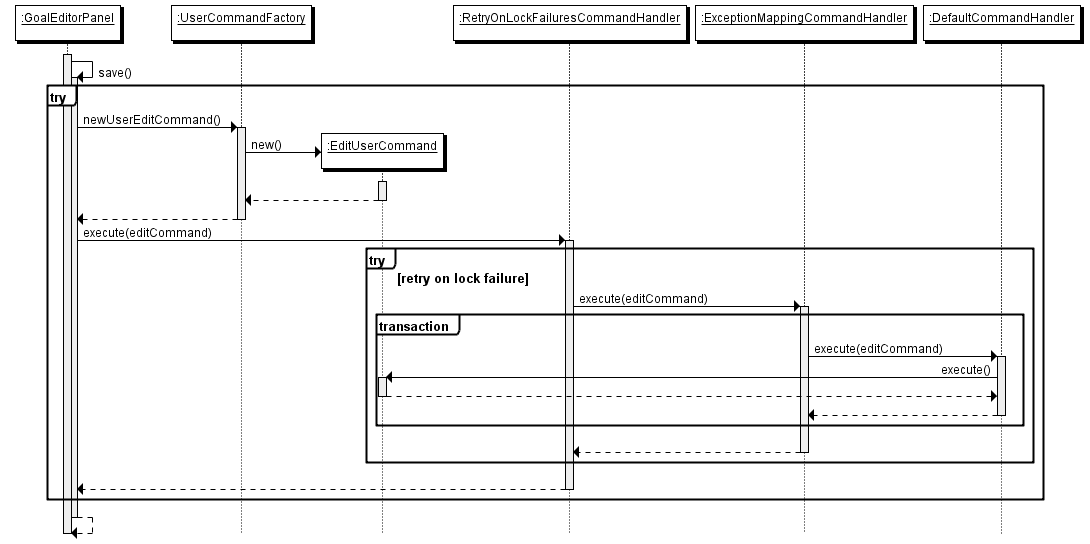 :GoalEditorPanel
:UserCommandFactory
:RetryOnLockFailuresCommandHandler
:ExceptionMappingCommandHandler
:DefaultCommandHandler
save()
try
newUserEditCommand()
new()
:EditUserCommand
execute(editCommand)
try
[retry on lock failure]
execute(editCommand)
transaction
execute(editCommand)
execute()